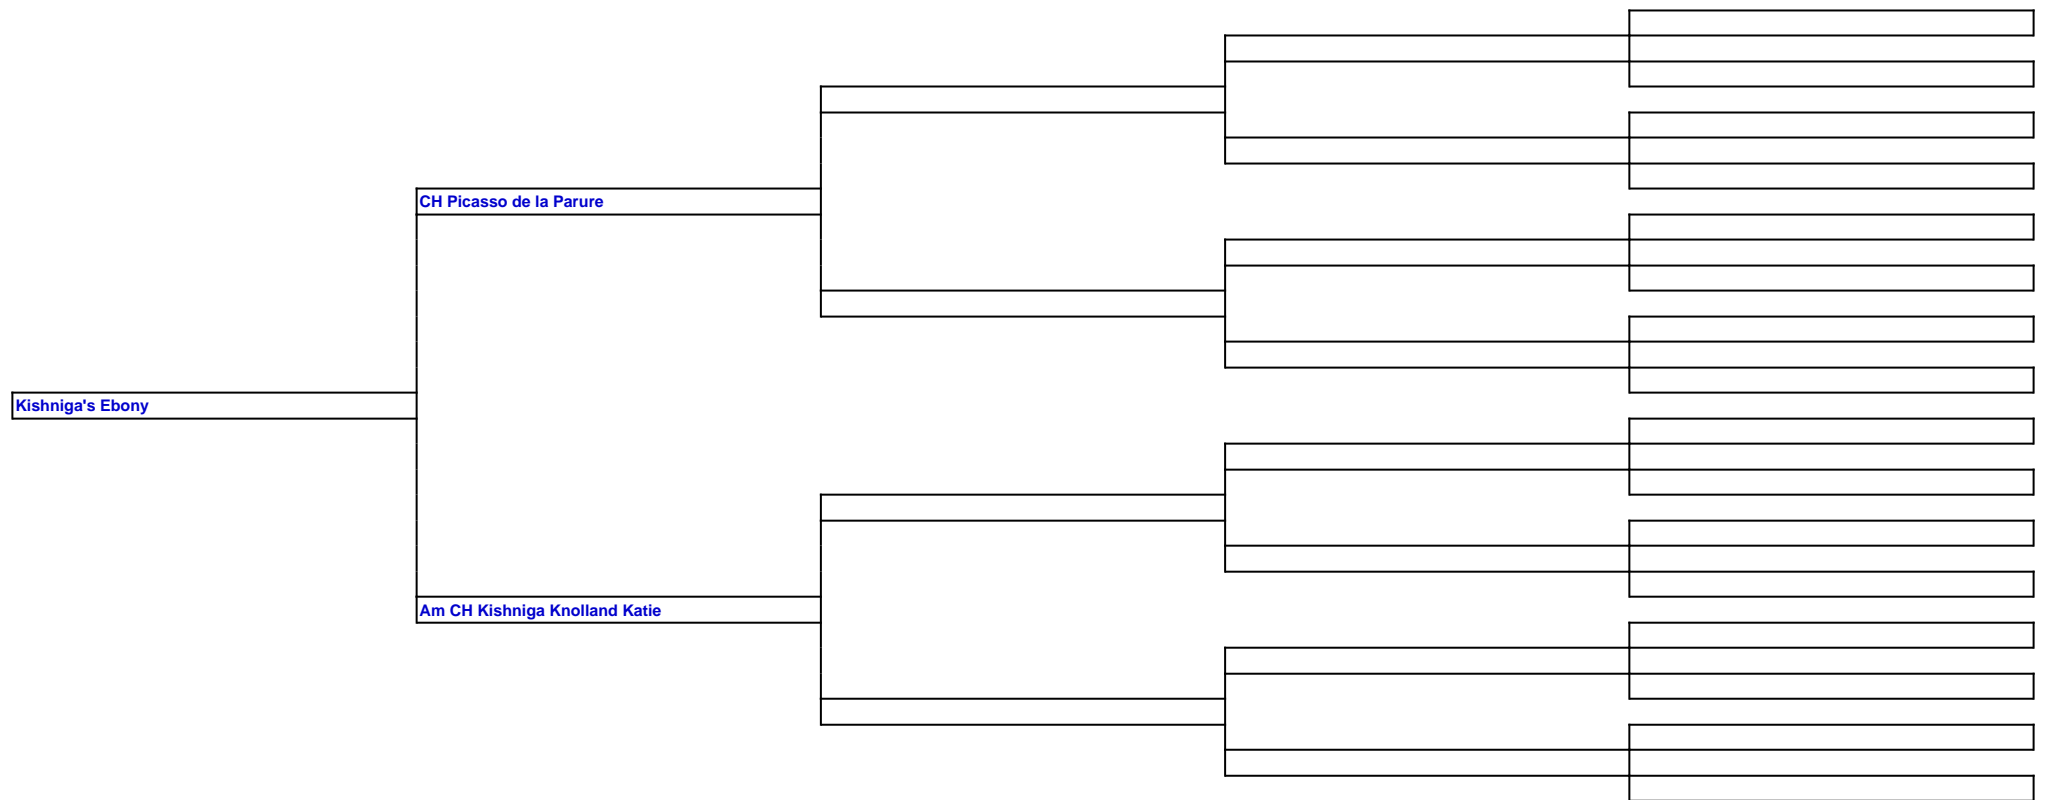 CH Picasso de la Parure
Kishniga's Ebony
Am CH Kishniga Knolland Katie